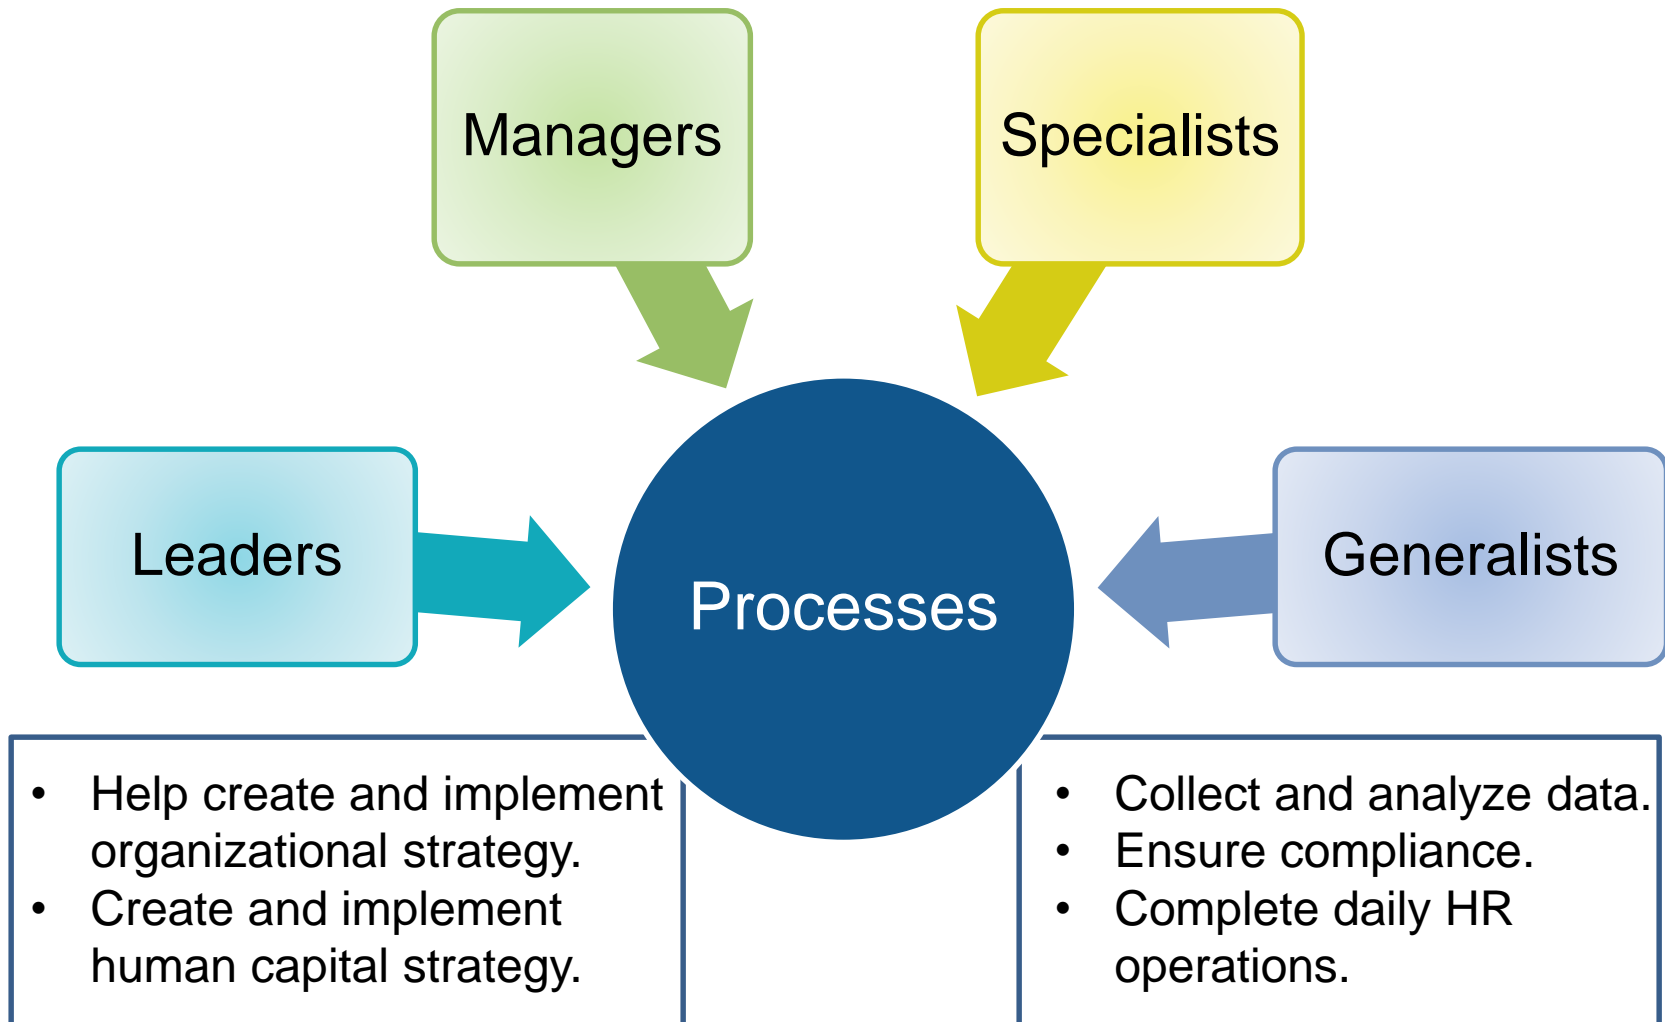 Managers
Specialists
Leaders
Generalists
Processes
• Help create and implement
organizational strategy.
• Create and implement
human capital strategy.
• Collect and analyze data.
• Ensure compliance.
• Complete daily HR
operations.